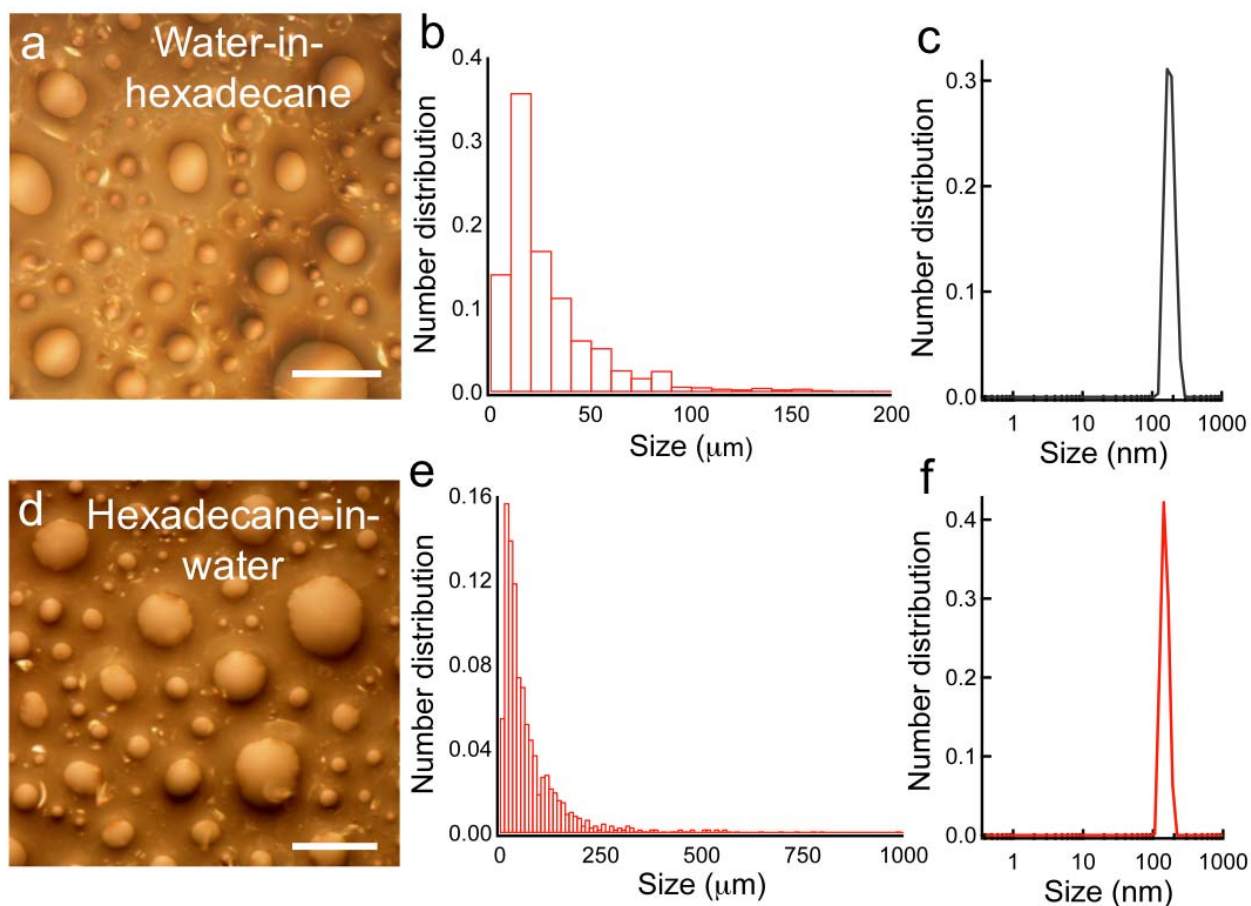 a
Water-in-
hexadecane
b
Number distribution
0.4
0.3
0.2
0.1
0.0
0
50
100
150
200
Size (μm)
c
Number distribution
0.3
0.2
0.1
0.0
1
10
100
1000
Size (nm)
d
Hexadecane-in-
water
e
Number distribution
0.16
0.12
0.08
0.04
0.00
0
250
500
750
1000
Size (μm)
f
Number distribution
0.4
0.3
0.2
0.1
0.0
1
10
100
1000
Size (nm)